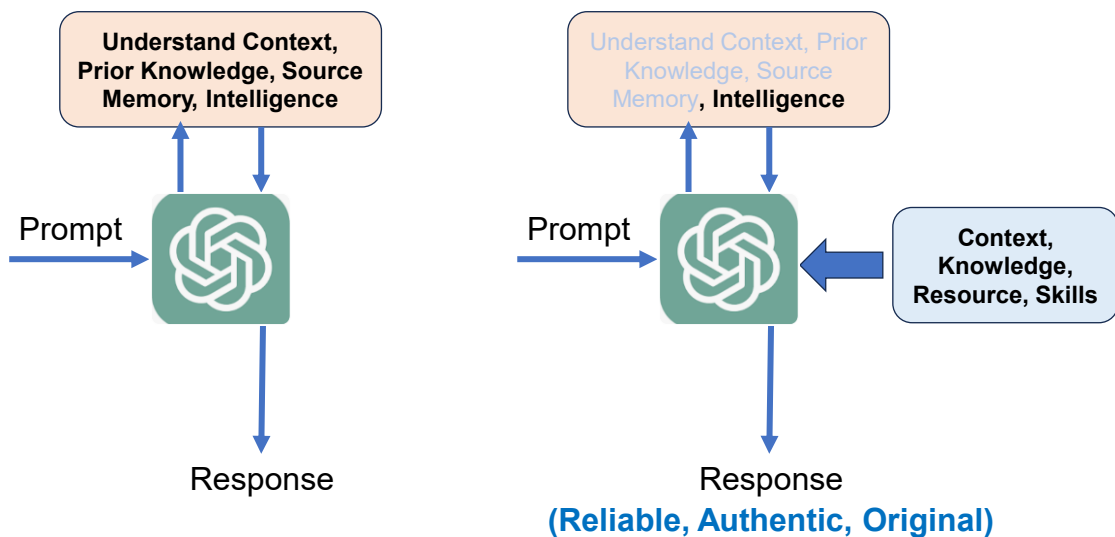 Understand Context,
Prior Knowledge, Source
Memory, Intelligence
Prompt
Response
Understand Context, Prior
Knowledge, Source
Memory, Intelligence
Prompt
Context,
Knowledge,
Resource, Skills
Response
(Reliable, Authentic, Original)